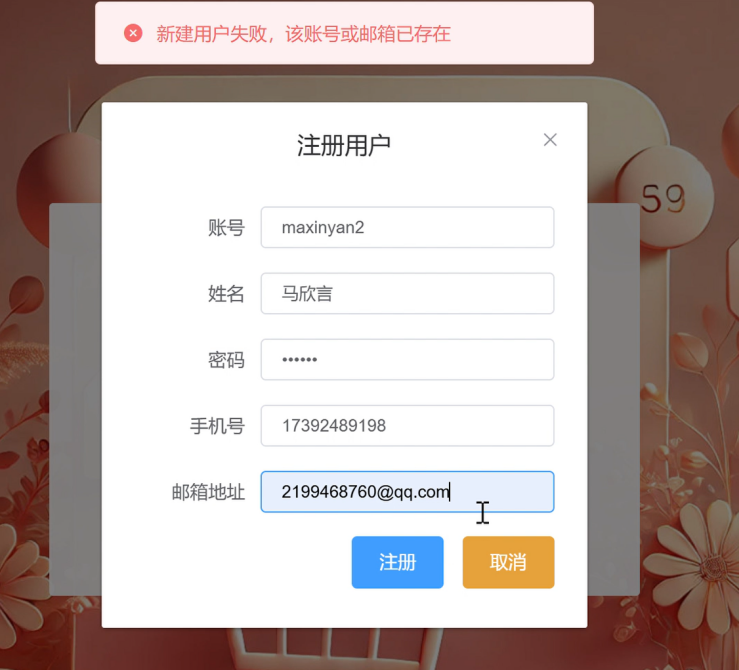 新建用户失败，该账号或邮箱已存在
注册用户
59
账号 maxinyan2
姓名 马欣言
密码 ••••••
手机号 17392489198
邮箱地址 2199468760@qq.com
注册 取消